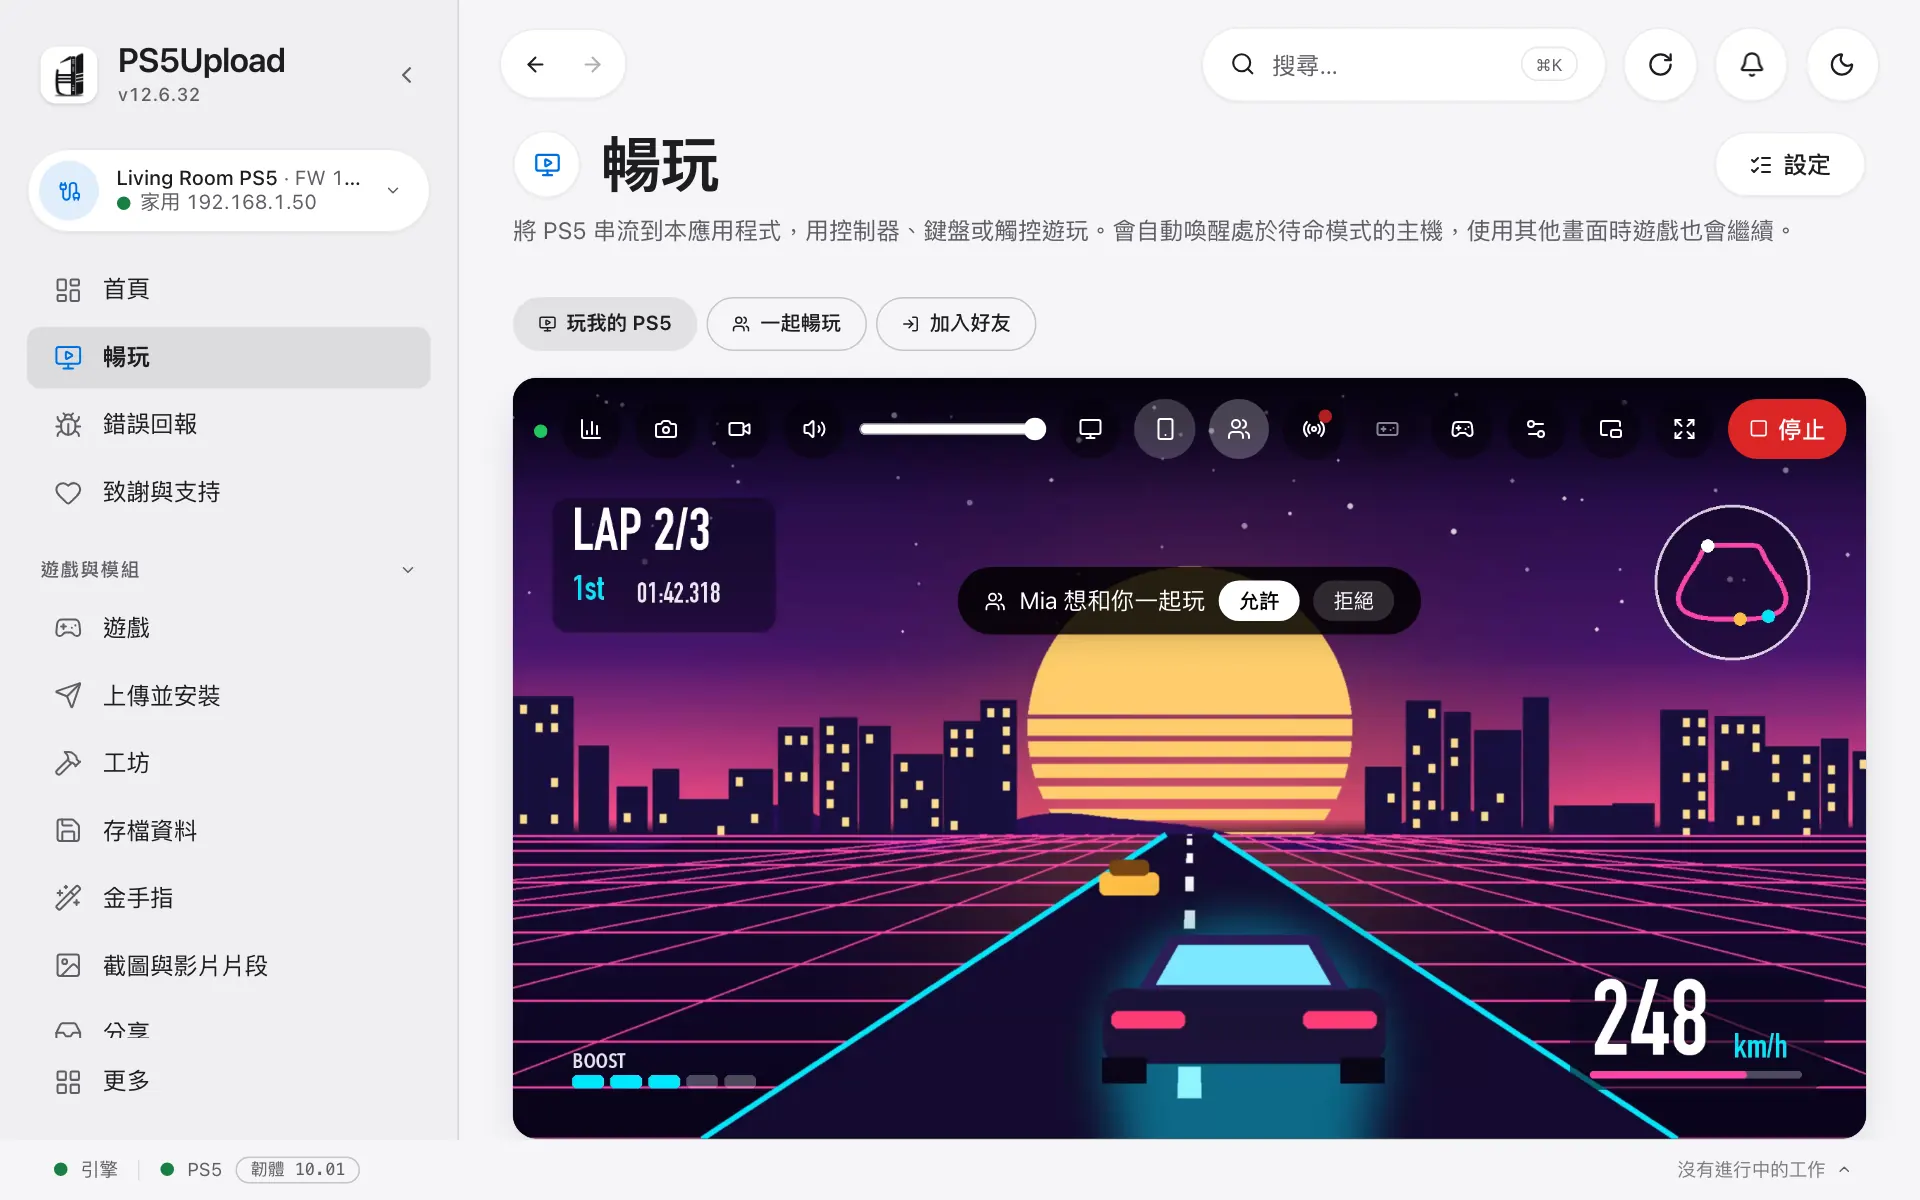 PS5Upload
v12.6.32
Living Room PS5 · FW 1...
家用 192.168.1.50
首頁
暢玩
錯誤回報
致謝與支持
遊戲與模組
遊戲
上傳並安裝
工坊
存檔資料
金手指
截圖與影片片段
分享
更多
搜尋...
⌘K
暢玩
設定
將 PS5 串流到本應用程式，用控制器、鍵盤或觸控遊玩。會自動喚醒處於待命模式的主機，使用其他畫面時遊戲也會繼續。
玩我的 PS5
一起暢玩
加入好友
停止
LAP 2/3
1st 01:42.318
Mia 想和你一起玩 允許 拒絕
BOOST
248 km/h
引擎
PS5
韌體 10.01
沒有進行中的工作